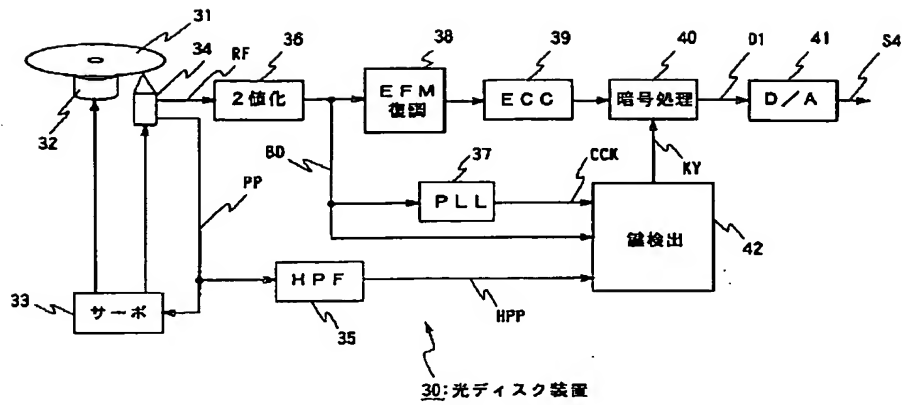 31
34
RF
36
38
39
40
D1
41
S4
2値化
EFM
復調
ECC
暗号処理
D/A
32
BD
37
CCK
KY
PP
PLL
鍵検出
42
33
サーボ
HPF
35
HPP
30:光ディスク装置